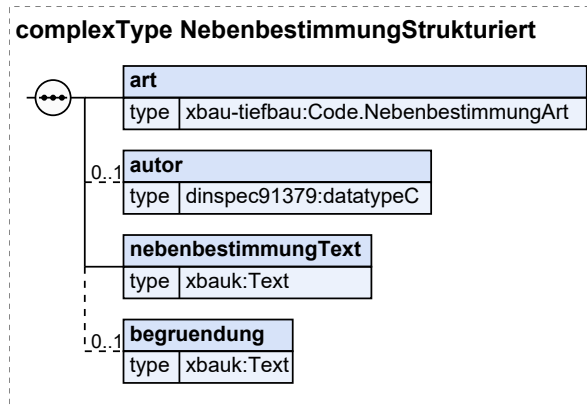 complexType NebenbestimmungStrukturiert
art
type xbau-tiefbau:Code.NebenbestimmungArt
0..1 autor
type dinspec91379:datatypeC
nebenbestimmungText
type xbauk:Text
0..1 begruendung
type xbauk:Text